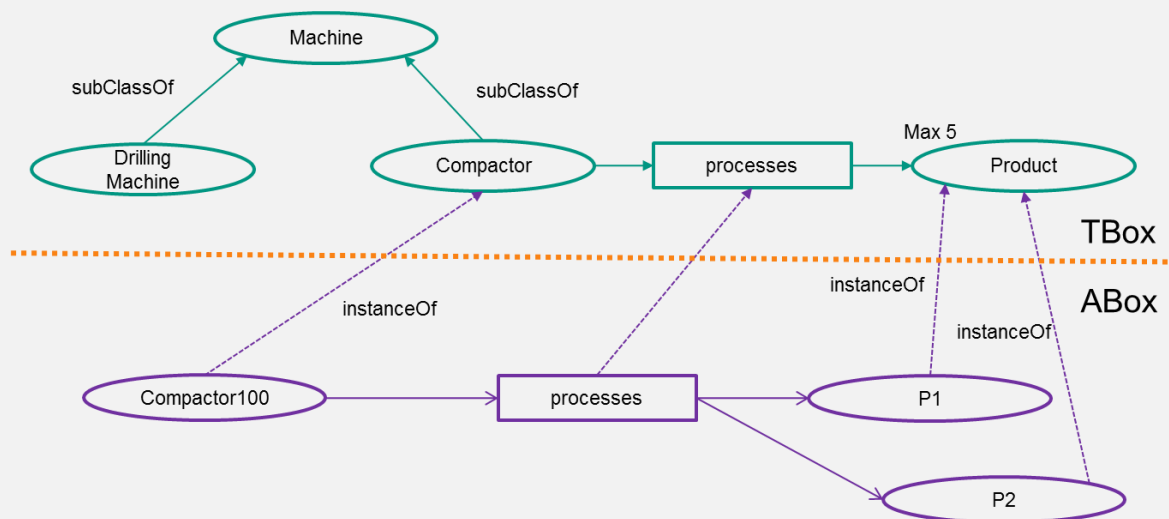 Machine
subClassOf
subClassOf
Max 5
Drilling
Machine
Compactor
processes
Product
TBox
instanceOf
ABox
instanceOf
instanceOf
Compactor100
processes
P1
P2